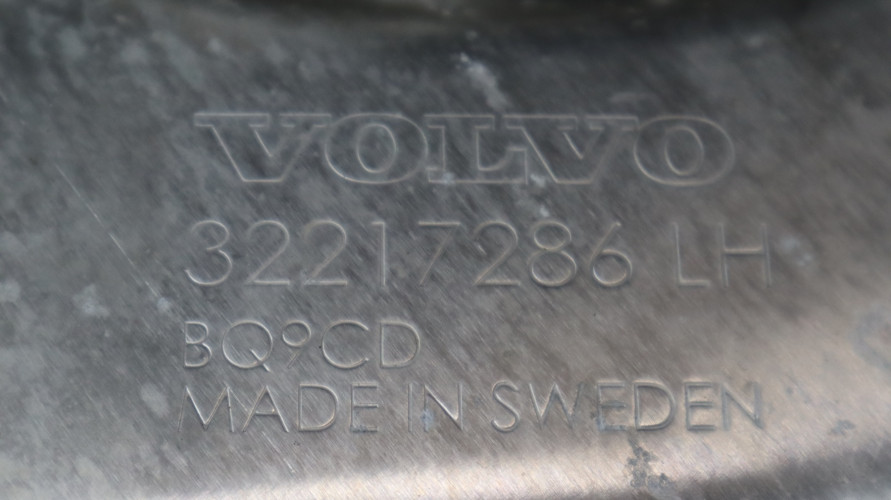 VOLVO
32217286 LH
BQ9CD
MADE IN SWEDEN